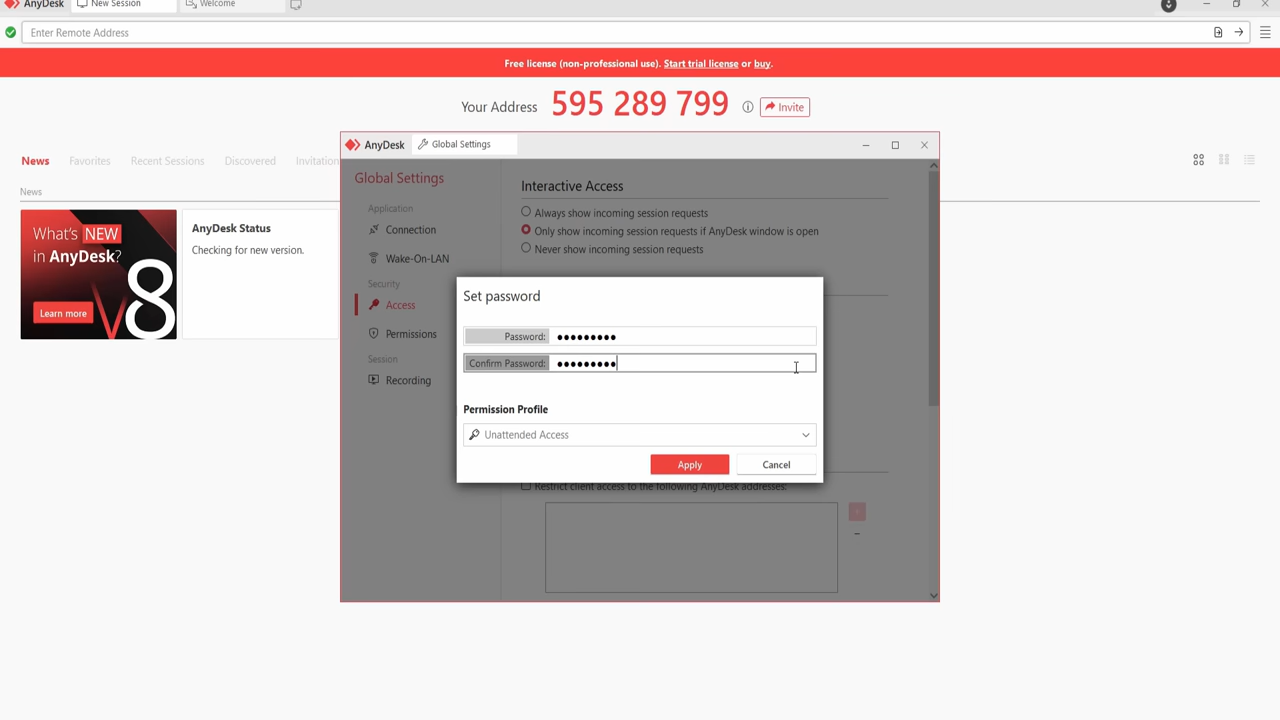 AnyDesk New Session Welcome
Enter Remote Address
Free license (non-professional use). Start trial license or buy.
Your Address 595 289 799 Invite
News Favorites Recent Sessions Discovered Invitation
News
What's NEW
in AnyDesk?
V8
Learn more
AnyDesk Status
Checking for new version.
AnyDesk Global Settings
Global Settings
Application
Connection
Wake-On-LAN
Security
Access
Permissions
Session
Recording
Interactive Access
Always show incoming session requests
Only show incoming session requests if AnyDesk window is open
Never show incoming session requests
Set password
Password: •••••••••
Confirm Password: •••••••••
Permission Profile
Unattended Access
Apply Cancel
Restrict client access to the following AnyDesk addresses: